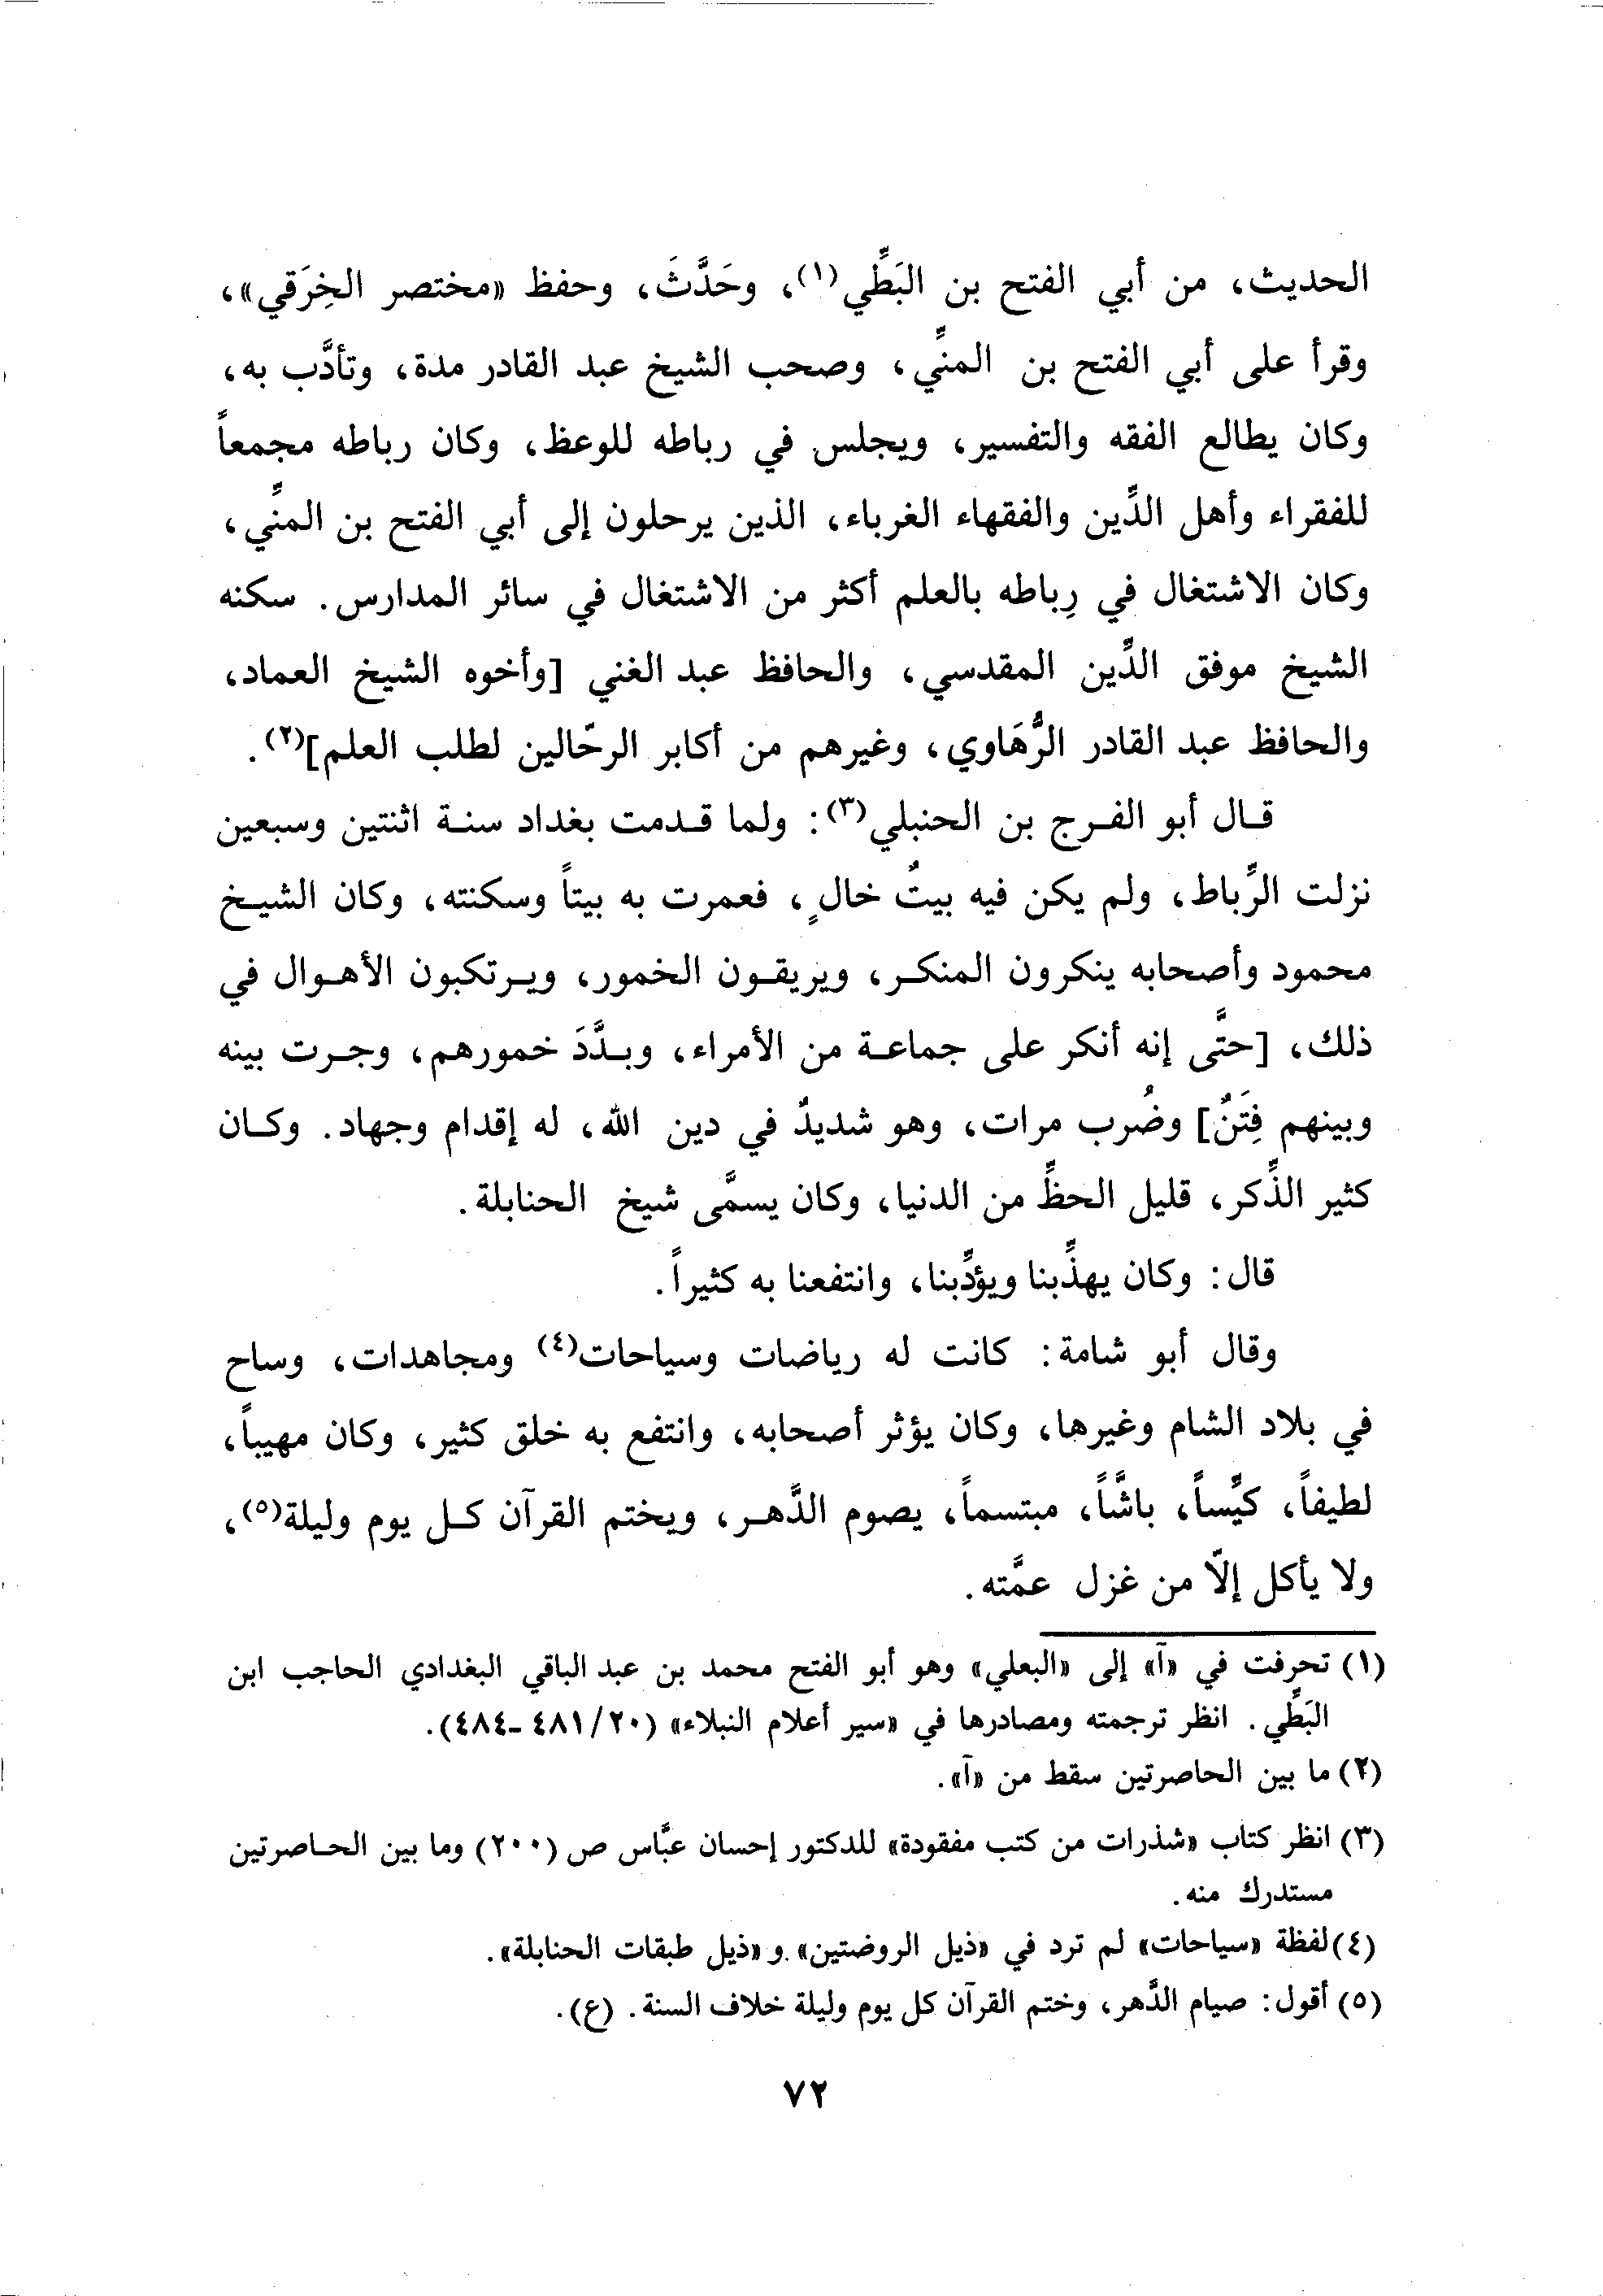 الحديث، من أبي الفتح بن البَطِّي(١)، وحَدَّثَ، وحفظ «مختصر الخِرَقي»،
وقرأ على أبي الفتح بن المنِّي، وصحب الشيخ عبد القادر مدة، وتأدَّب به،
وكان يطالع الفقه والتفسير، ويجلس في رباطه للوعظ، وكان رباطه مجمعاً
للفقراء وأهل الدِّين والفقهاء الغرباء، الذين يرحلون إلى أبي الفتح بن المنِّي،
وكان الاشتغال في رِباطه بالعلم أكثر من الاشتغال في سائر المدارس. سكنه
الشيخ موفق الدِّين المقدسي، والحافظ عبد الغني [وأخوه الشيخ العماد،
والحافظ عبد القادر الرُّهَاوي، وغيرهم من أكابر الرحّالين لطلب العلم](٢).
قال أبو الفرج بن الحنبلي(٣): ولما قدمت بغداد سنة اثنتين وسبعين
نزلت الرِّباط، ولم يكن فيه بيتٌ خالٍ، فعمرت به بيتاً وسكنته، وكان الشيخ
محمود وأصحابه ينكرون المنكر، ويريقون الخمور، ويرتكبون الأهوال في
ذلك، [حتَّى إنه أنكر على جماعة من الأمراء، وبدَّدَ خمورهم، وجرت بينه
وبينهم فِتَنٌ] وضُرب مرات، وهو شديدٌ في دين الله، له إقدام وجهاد. وكان
كثير الذِّكر، قليل الحظِّ من الدنيا، وكان يسمَّى شيخ الحنابلة.
قال: وكان يهذِّبنا ويؤدِّبنا، وانتفعنا به كثيراً.
وقال أبو شامة: كانت له رياضات وسياحات(٤) ومجاهدات، وساح
في بلاد الشام وغيرها، وكان يؤثر أصحابه، وانتفع به خلق كثير، وكان مهيباً،
لطيفاً، كيِّساً، باشَّاً، مبتسماً، يصوم الدَّهر، ويختم القرآن كل يوم وليلة(٥)،
ولا يأكل إلّا من غزل عمَّته.
(١) تحرفت في «آ» إلى «البعلي» وهو أبو الفتح محمد بن عبد الباقي البغدادي الحاجب ابن
البَطِّي. انظر ترجمته ومصادرها في «سير أعلام النبلاء» (٢٠/ ٤٨١ ـ ٤٨٤).
(٢) ما بين الحاصرتين سقط من «آ».
(٣) انظر كتاب «شذرات من كتب مفقودة» للدكتور إحسان عبَّاس ص (٢٠٠) وما بين الحاصرتين
مستدرك منه.
(٤) لفظة «سياحات» لم ترد في «ذيل الروضتين» و«ذيل طبقات الحنابلة».
(٥) أقول: صيام الدَّهر، وختم القرآن كل يوم وليلة خلاف السنة. (ع).
٧٢